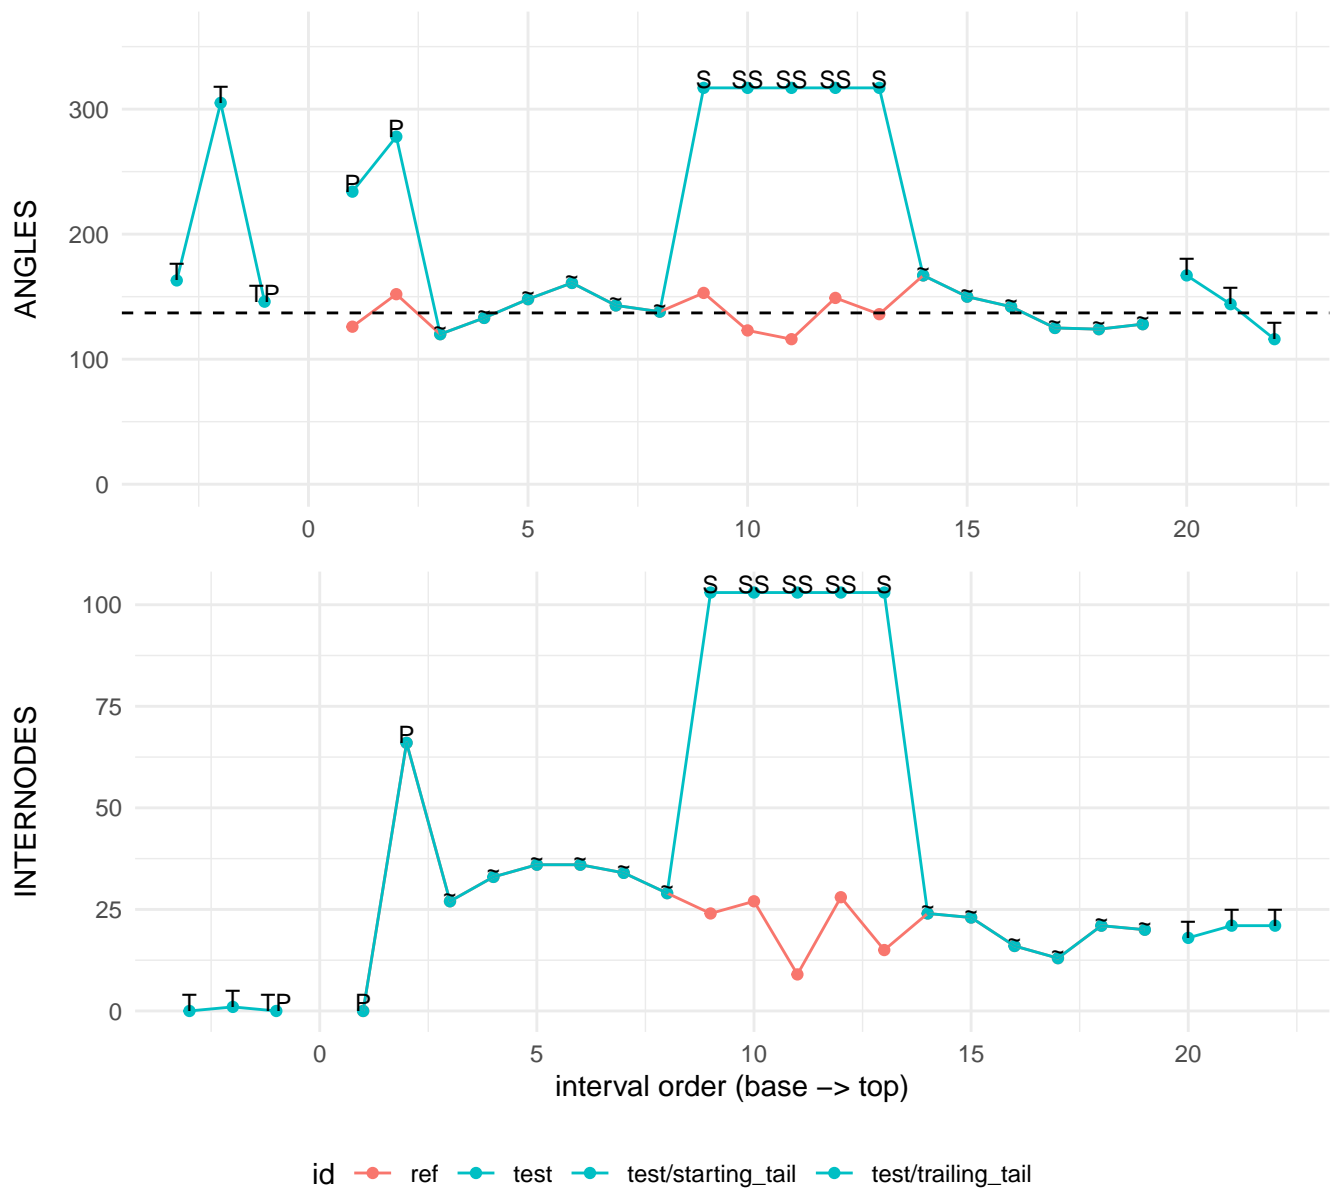 ANGLES
300
200
100
0
T
T
TP
P
P
~
~
~
~
~
~
S
SS
SS
SS
S
~
~
~
~
~
~
T
T
T
0
5
10
15
20
INTERNODES
100
75
50
25
0
T
T
TP
P
P
~
~
~
~
~
~
S
SS
SS
SS
S
~
~
~
~
~
~
T
T
T
0
5
10
15
20
interval order (base −> top)
id
ref
test
test/starting_tail
test/trailing_tail